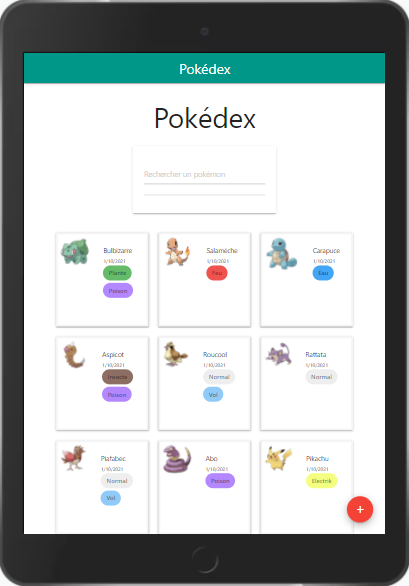 Pokédex
Pokédex
Rechercher un pokémon
Bulbizarre
1/10/2021
Plante
Poison
Salamèche
1/10/2021
Feu
Carapuce
1/10/2021
Eau
Aspicot
1/10/2021
Insecte
Poison
Roucool
1/10/2021
Normal
Vol
Rattata
1/10/2021
Normal
Piafabec
1/10/2021
Normal
Vol
Abo
1/10/2021
Poison
Pikachu
1/10/2021
Electrik
+